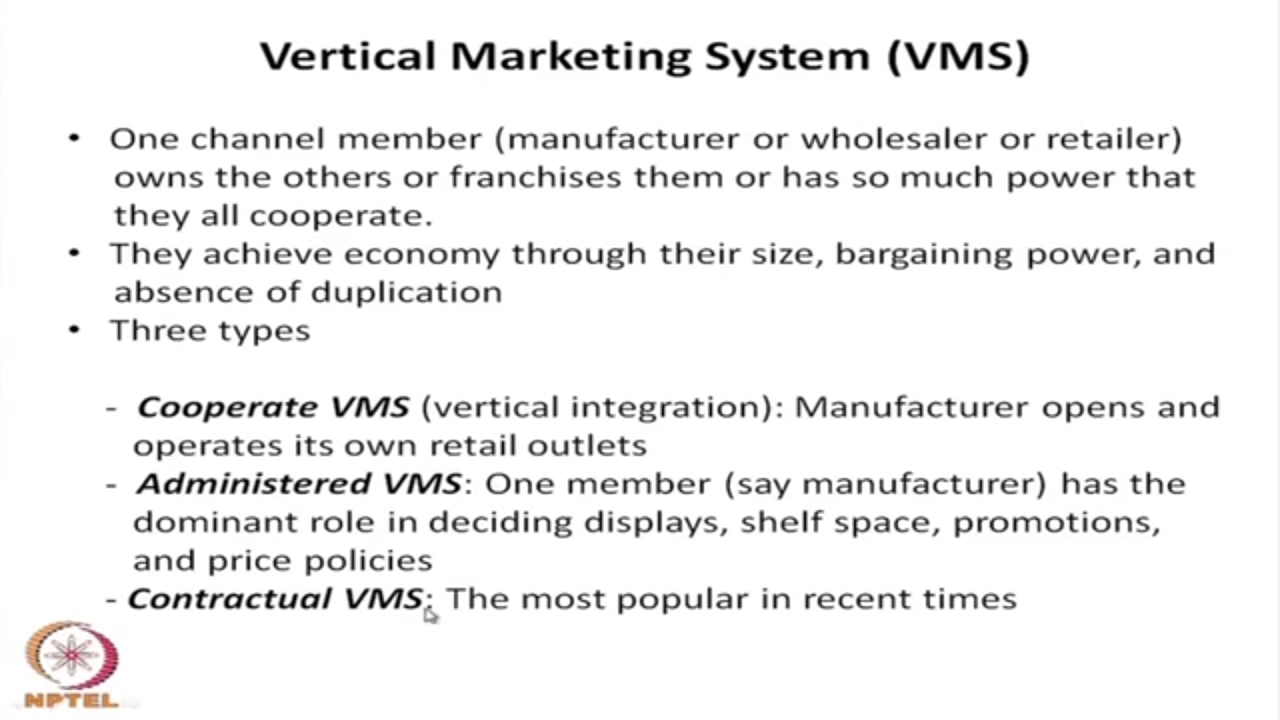 Vertical Marketing System (VMS)
• One channel member (manufacturer or wholesaler or retailer)
owns the others or franchises them or has so much power that
they all cooperate.
• They achieve economy through their size, bargaining power, and
absence of duplication
• Three types
- Cooperate VMS (vertical integration): Manufacturer opens and
operates its own retail outlets
- Administered VMS: One member (say manufacturer) has the
dominant role in deciding displays, shelf space, promotions,
and price policies
- Contractual VMS: The most popular in recent times
NPTEL